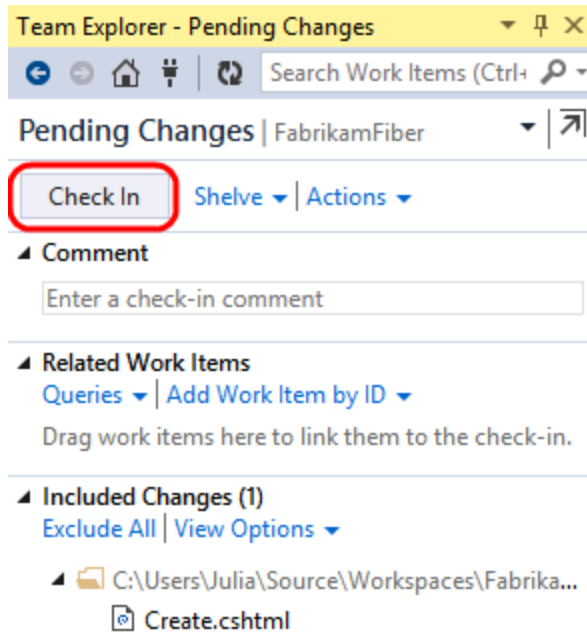 Team Explorer - Pending Changes
Search Work Items (Ctrl+
Pending Changes | FabrikamFiber
Check In Shelve Actions
Comment
Enter a check-in comment
Related Work Items
Queries Add Work Item by ID
Drag work items here to link them to the check-in.
Included Changes (1)
Exclude All View Options
C:\Users\Julia\Source\Workspaces\Fabrika...
Create.cshtml